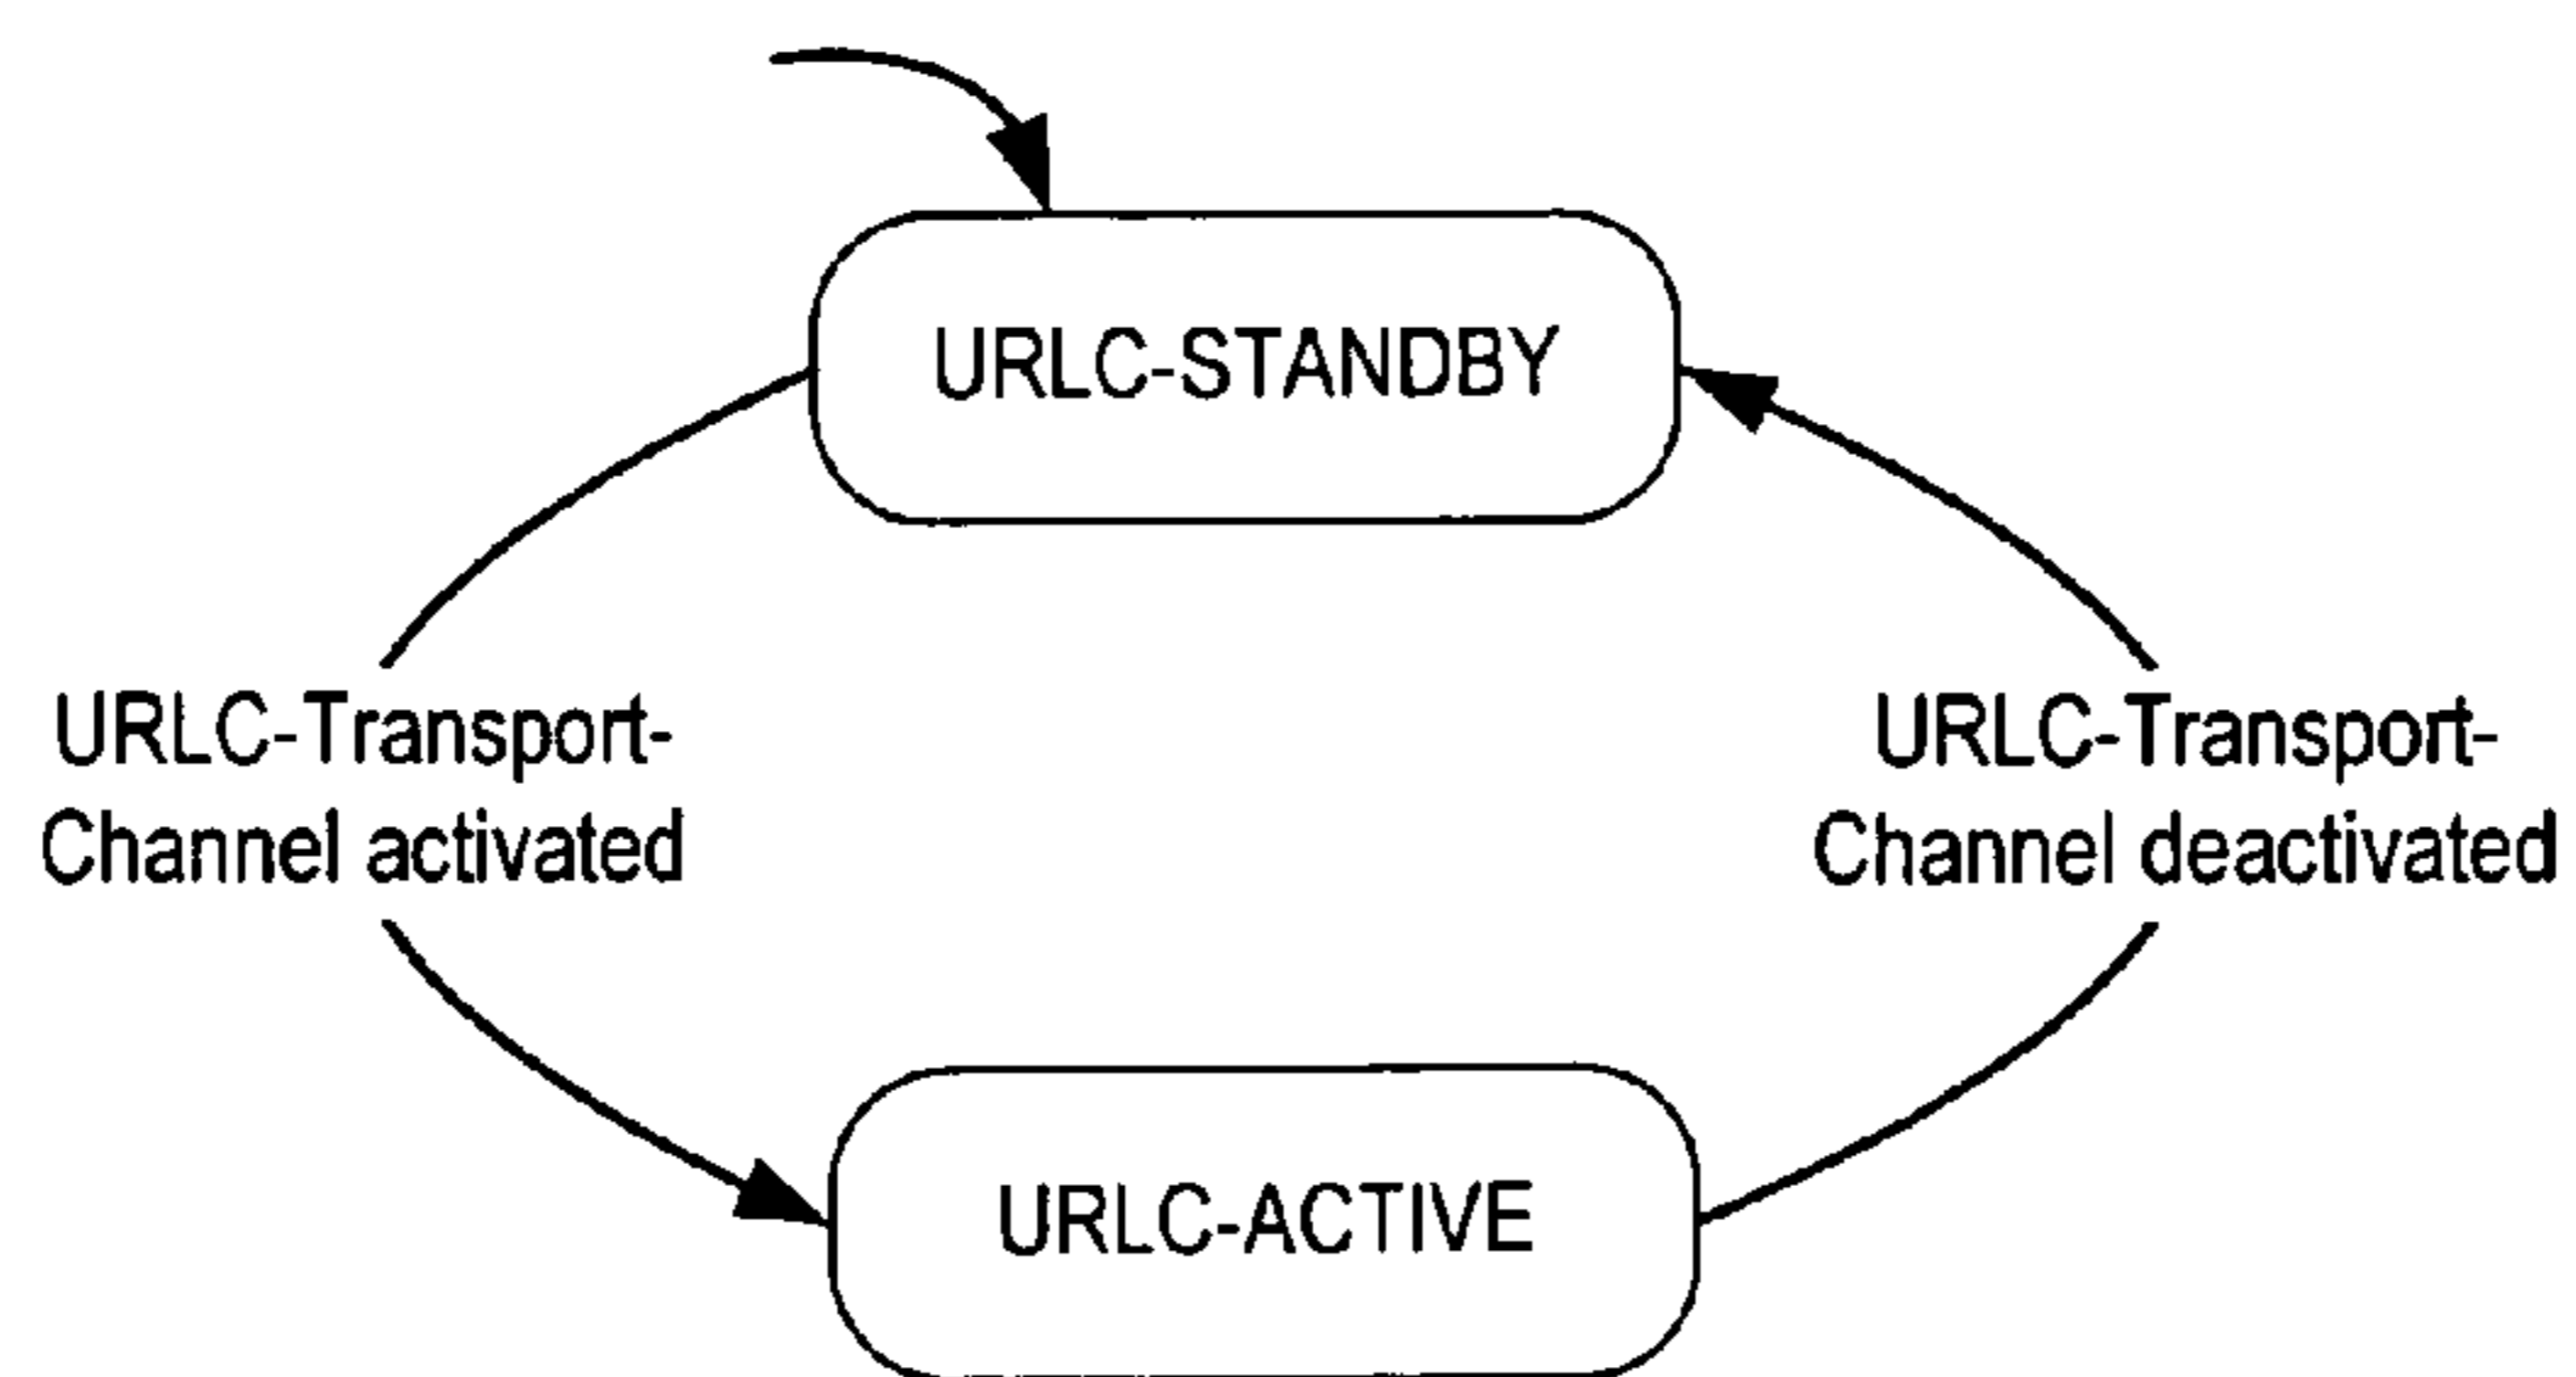 URLC-STANDBY
URLC-Transport-
Channel activated
URLC-Transport-
Channel deactivated
URLC-ACTIVE